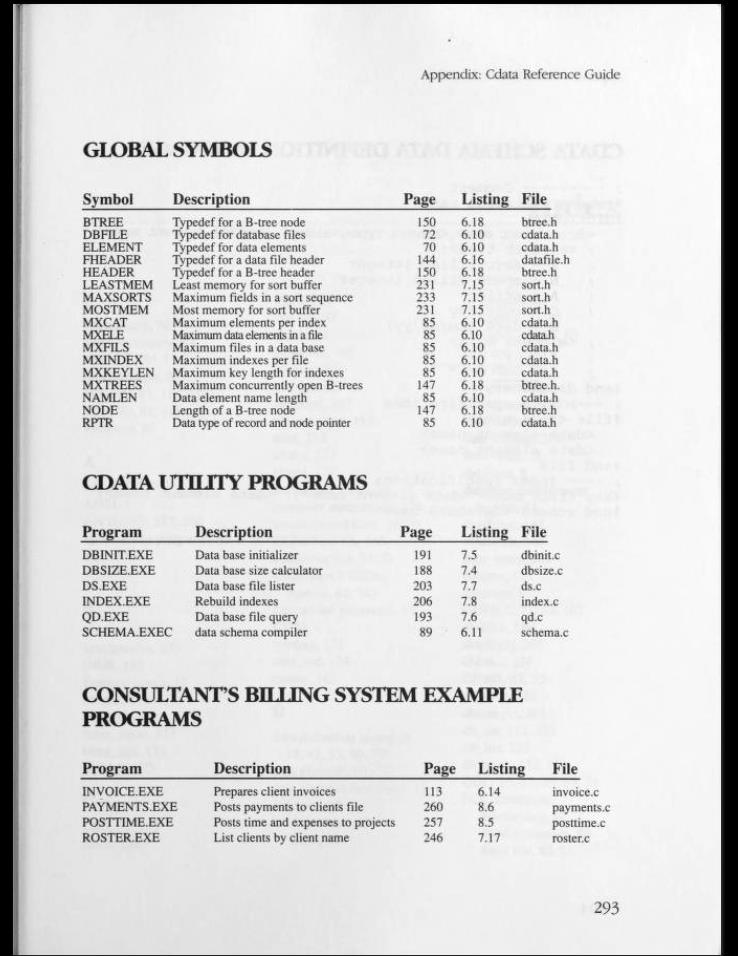 Appendix: Cdata Reference Guide
GLOBAL SYMBOLS
Symbol Description Page Listing File
BTREE Typedef for a B-tree node 150 6.18 btree.h
DBFILE Typedef for database files 72 6.10 cdata.h
ELEMENT Typedef for data elements 70 6.10 cdata.h
FHEADER Typedef for a data file header 144 6.16 datafile.h
HEADER Typedef for a B-tree header 150 6.18 btree.h
LEASTMEM Least memory for sort buffer 231 7.15 sort.h
MAXSORTS Maximum fields in a sort sequence 233 7.15 sort.h
MOSTMEM Most memory for sort buffer 231 7.15 sort.h
MXCAT Maximum elements per index 85 6.10 cdata.h
MXELE Maximum data elements in a file 85 6.10 cdata.h
MXFILS Maximum files in a data base 85 6.10 cdata.h
MXINDEX Maximum indexes per file 85 6.10 cdata.h
MXKEYLEN Maximum key length for indexes 85 6.10 cdata.h
MXTREES Maximum concurrently open B-trees 147 6.18 btree.h.
NAMLEN Data element name length 85 6.10 cdata.h
NODE Length of a B-tree node 147 6.18 btree.h
RPTR Data type of record and node pointer 85 6.10 cdata.h
CDATA UTILITY PROGRAMS
Program Description Page Listing File
DBINIT.EXE Data base initializer 191 7.5 dbinit.c
DBSIZE.EXE Data base size calculator 188 7.4 dbsize.c
DS.EXE Data base file lister 203 7.7 ds.c
INDEX.EXE Rebuild indexes 206 7.8 index.c
QD.EXE Data base file query 193 7.6 qd.c
SCHEMA.EXEC data schema compiler 89 6.11 schema.c
CONSULTANT'S BILLING SYSTEM EXAMPLE
PROGRAMS
Program Description Page Listing File
INVOICE.EXE Prepares client invoices 113 6.14 invoice.c
PAYMENTS.EXE Posts payments to clients file 260 8.6 payments.c
POSTTIME.EXE Posts time and expenses to projects 257 8.5 posttime.c
ROSTER.EXE List clients by client name 246 7.17 roster.c
293